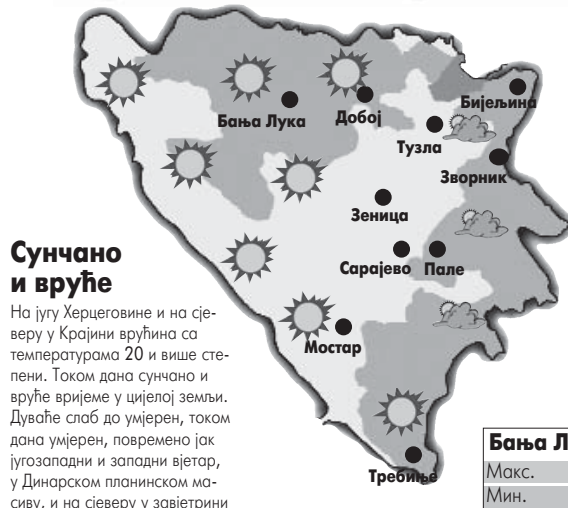 Бања Лука
Добој
Бијељина
Тузла
Зворник
Зеница
Сарајево
Пале
Мостар
Требиње
Сунчано
и вруће
На југу Херцеговине и на сје-
веру у Крајини врућина са
температурама 20 и више сте-
пени. Током дана сунчано и
вруће вријеме у цијелој земљи.
Дуваће слаб до умјерен, током
дана умјерен, повремено јак
југозападни и западни вјетар,
у Динарском планинском ма-
сиву, и на сјеверу у завјетрини
Бања Л
Макс.
Мин.